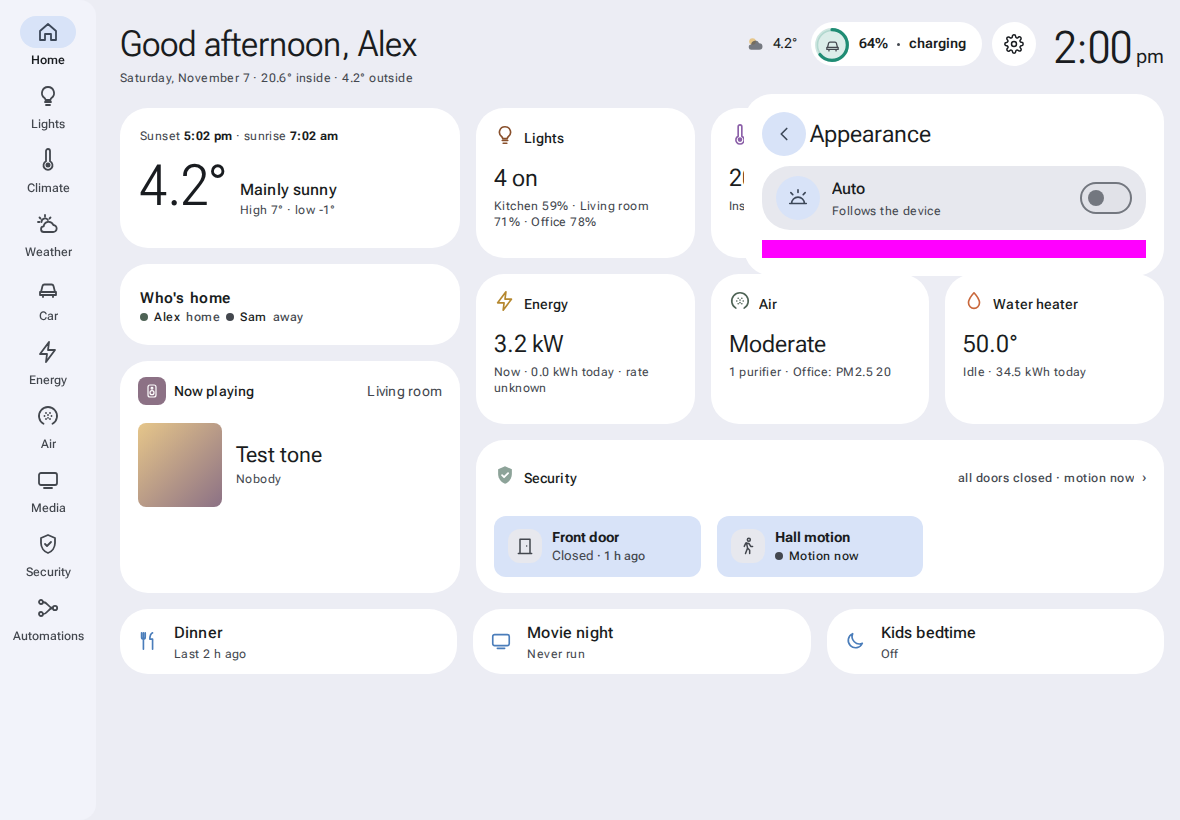 Home
Lights
Climate
Weather
Car
Energy
Air
Media
Security
Automations
Good afternoon, Alex
Saturday, November 7 · 20.6° inside · 4.2° outside
4.2°
64% · charging
2:00 pm
Sunset 5:02 pm · sunrise 7:02 am
4.2°
Mainly sunny
High 7° · low -1°
Who's home
Alex home Sam away
Now playing
Living room
Test tone
Nobody
Lights
4 on
Kitchen 59% · Living room
71% · Office 78%
Appearance
Auto
Follows the device
Energy
3.2 kW
Now · 0.0 kWh today · rate
unknown
Air
Moderate
1 purifier · Office: PM2.5 20
Water heater
50.0°
Idle · 34.5 kWh today
Security
all doors closed · motion now ›
Front door
Closed · 1 h ago
Hall motion
Motion now
Dinner
Last 2 h ago
Movie night
Never run
Kids bedtime
Off